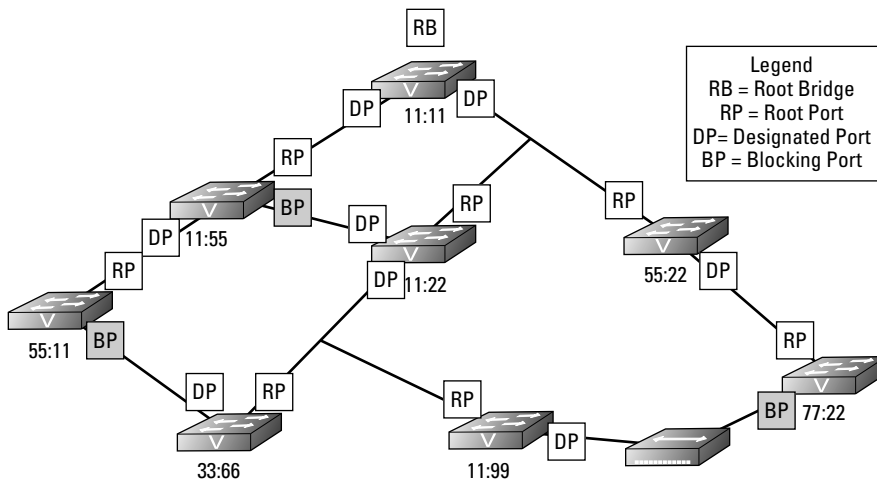 RB
Legend
RB = Root Bridge
RP = Root Port
DP= Designated Port
BP = Blocking Port
DP
DP
11:11
RP
BP
DP
RP
RP
DP
11:55
RP
DP
11:22
55:22
DP
55:11
BP
RP
DP
RP
RP
BP
77:22
33:66
11:99
DP
V
V
V
V
V
V
V
V